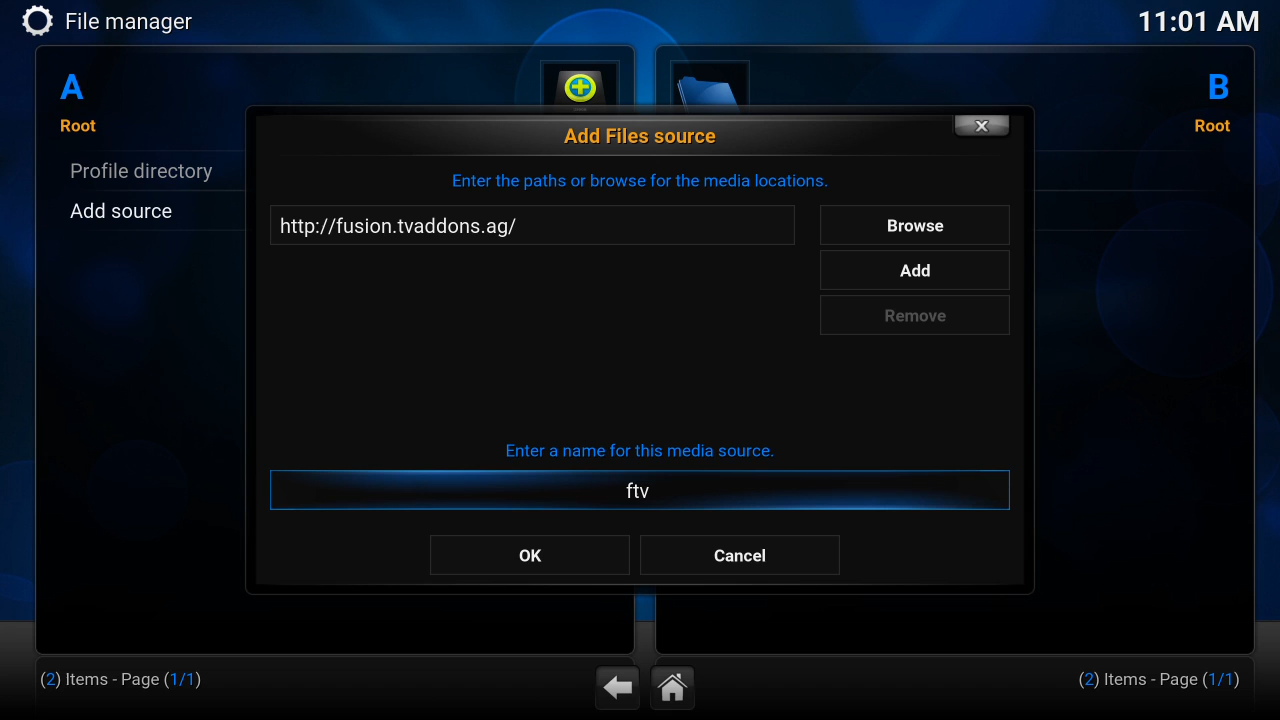 File manager
11:01 AM
A
B
Root
Root
Profile directory
Add source
Add Files source
Enter the paths or browse for the media locations.
http://fusion.tvaddons.ag/
Browse
Add
Remove
Enter a name for this media source.
ftv
OK
Cancel
(2) Items - Page (1/1)
(2) Items - Page (1/1)